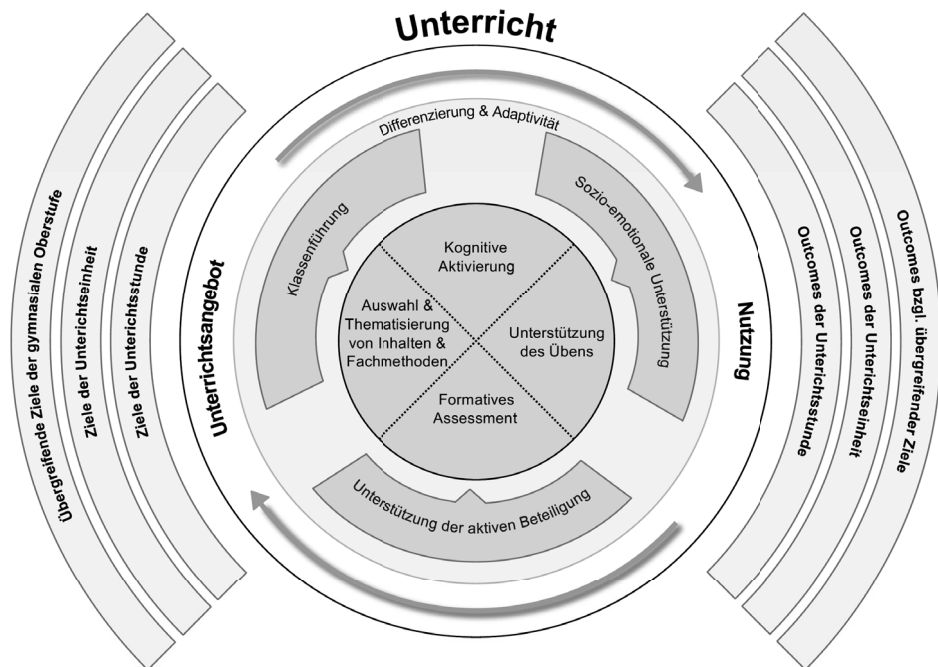 Unterricht
Differenzierung & Adaptivität
Klassenführung
Sozio-emotionale Unterstützung
Kognitive
Aktivierung
Auswahl &
Thematisierung
von Inhalten &
Fachmethoden
Unterstützung
des Übens
Formatives
Assessment
Unterstützung der aktiven Beteiligung
Übergreifende Ziele der gymnasialen Oberstufe
Ziele der Unterrichtseinheit
Ziele der Unterrichtsstunde
Unterrichtsangebot
Nutzung
Outcomes der Unterrichtsstunde
Outcomes der Unterrichtseinheit
Outcomes bzgl. übergreifender Ziele